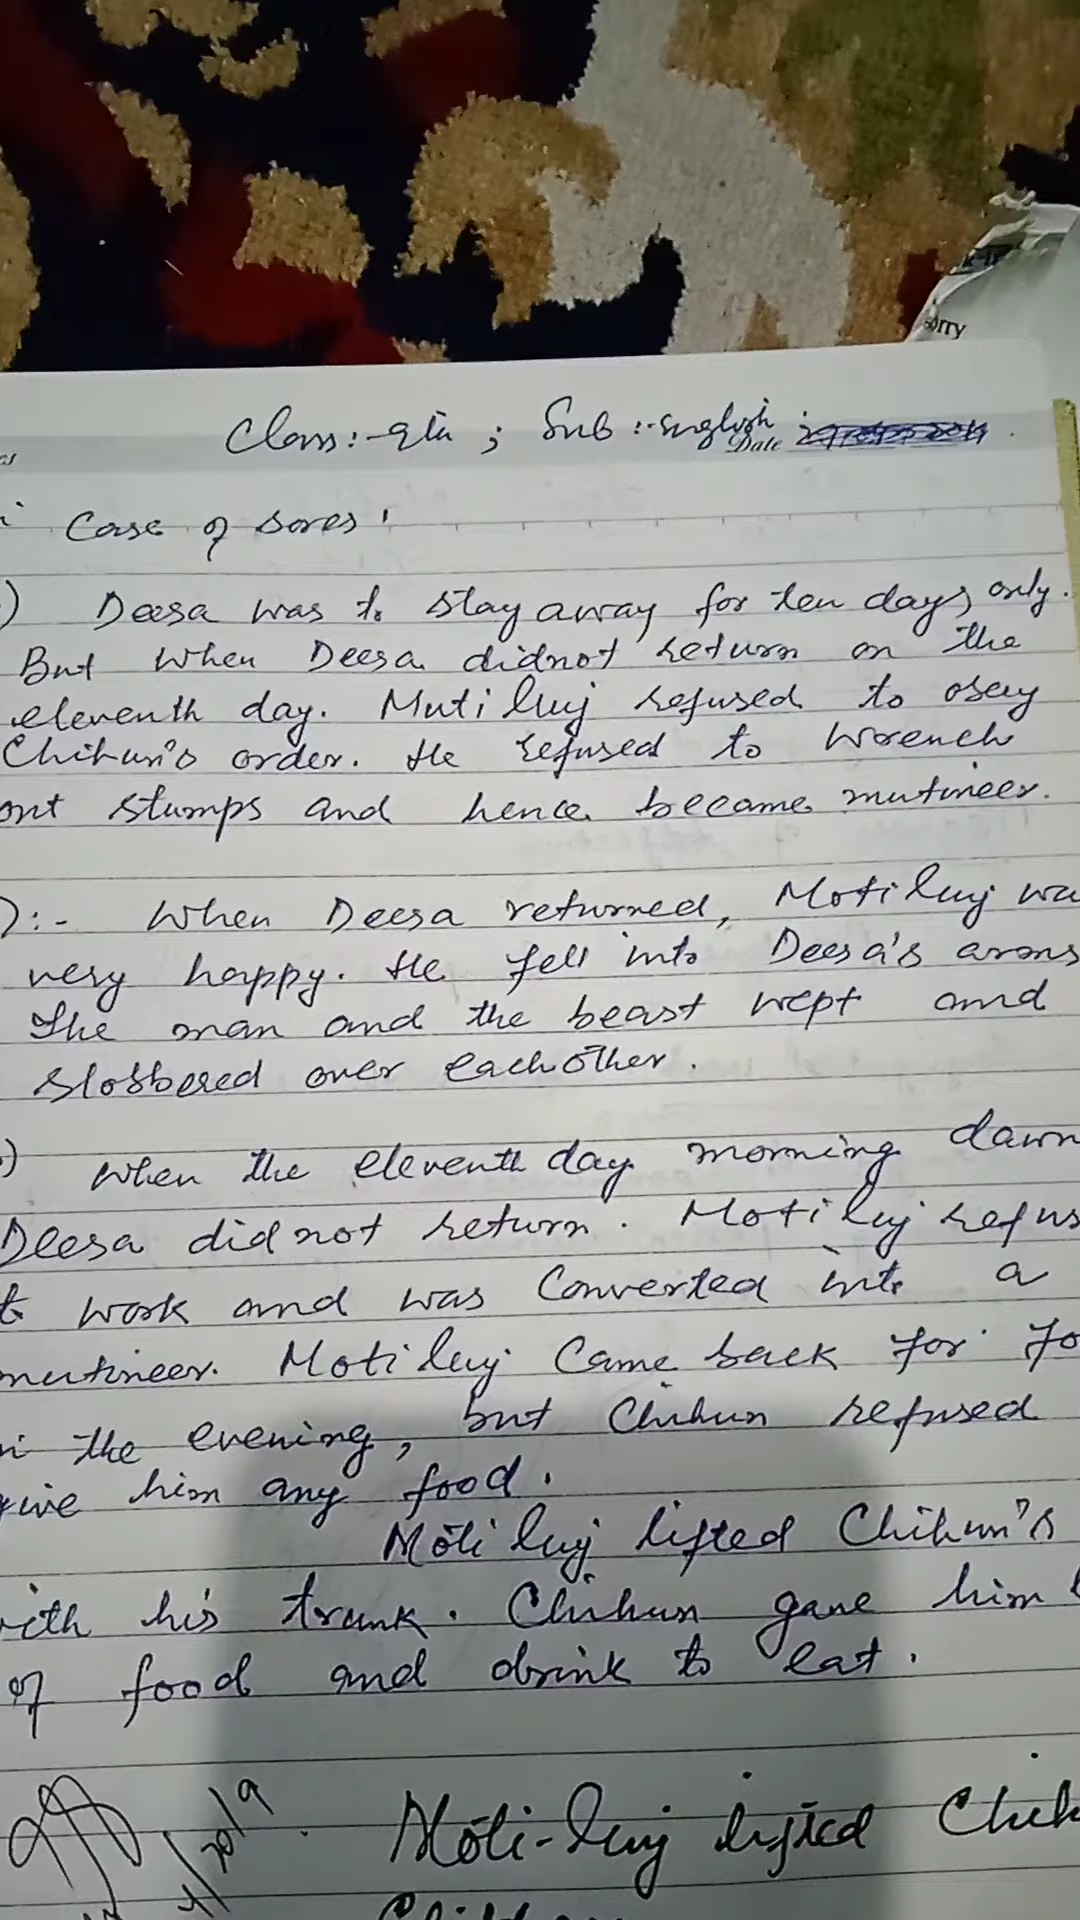 Class:- 9th ; Sub :- English
Date
sorry
Case of sores!
) Deesa was to stay away for ten days only.
But when Deesa didnot return on the
eleventh day. Muti Guj refused to obey
Chihun's order. He refused to wrench
out stumps and hence became mutineer.
):- When Deesa returned, Moti Guj wa
very happy. He fell into Deesa's arms
The man and the beast wept and
slobbered over eachother.
) When the eleventh day morning dawn
Deesa did not return. Moti Guj refus
to work and was converted into a
mutineer. Moti Guj came back for fo
in the evening, but Chihun refused
give him any food.
Moti Guj lifted Chihun's
with his trunk. Chihun gave him
of food and drink to eat.
Moti-Guj lifted Chih